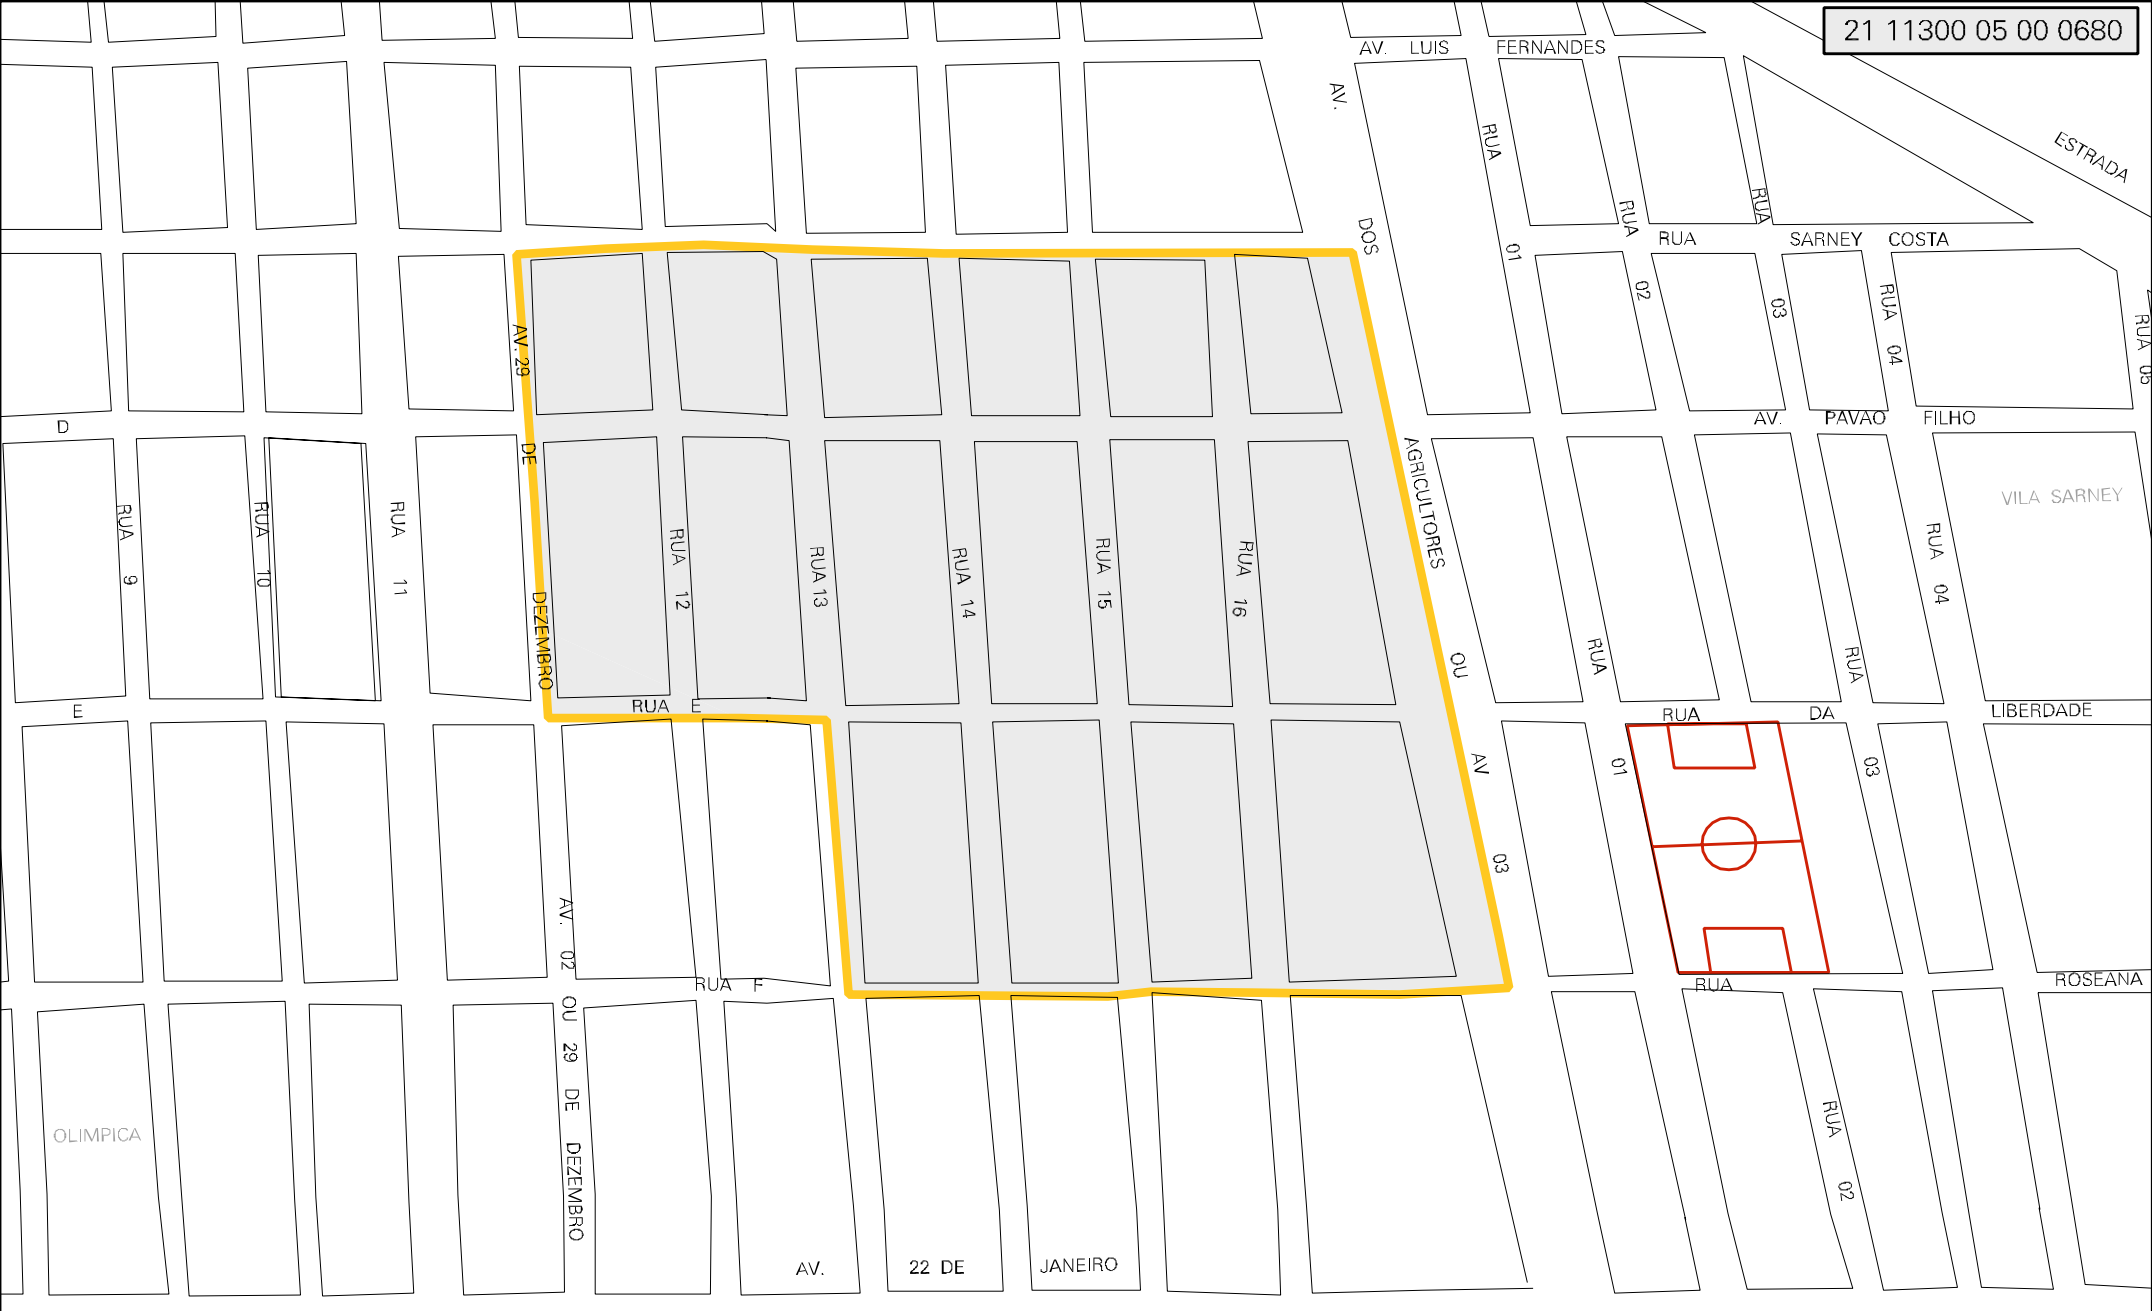 21 11300 05 00 0680
AV. LUIS FERNANDES
AV.
DOS
AGRICULTORES
OU
AV
03
RUA
01
RUA
02
RUA
03
ESTRADA
RUA SARNEY COSTA
RUA
04
RUA 05
AV. PAVAO FILHO
VILA SARNEY
AV. 29
DE
DEZEMBRO
D
RUA
9
RUA
10
RUA
11
RUA
12
RUA 13
RUA
14
RUA
15
RUA
16
RUA
04
RUA
01
RUA
03
E
RUA E
RUA DA LIBERDADE
AV.
02
OU
29
DE
DEZEMBRO
RUA F
RUA ROSEANA
OLIMPICA
RUA
02
AV. 22 DE JANEIRO